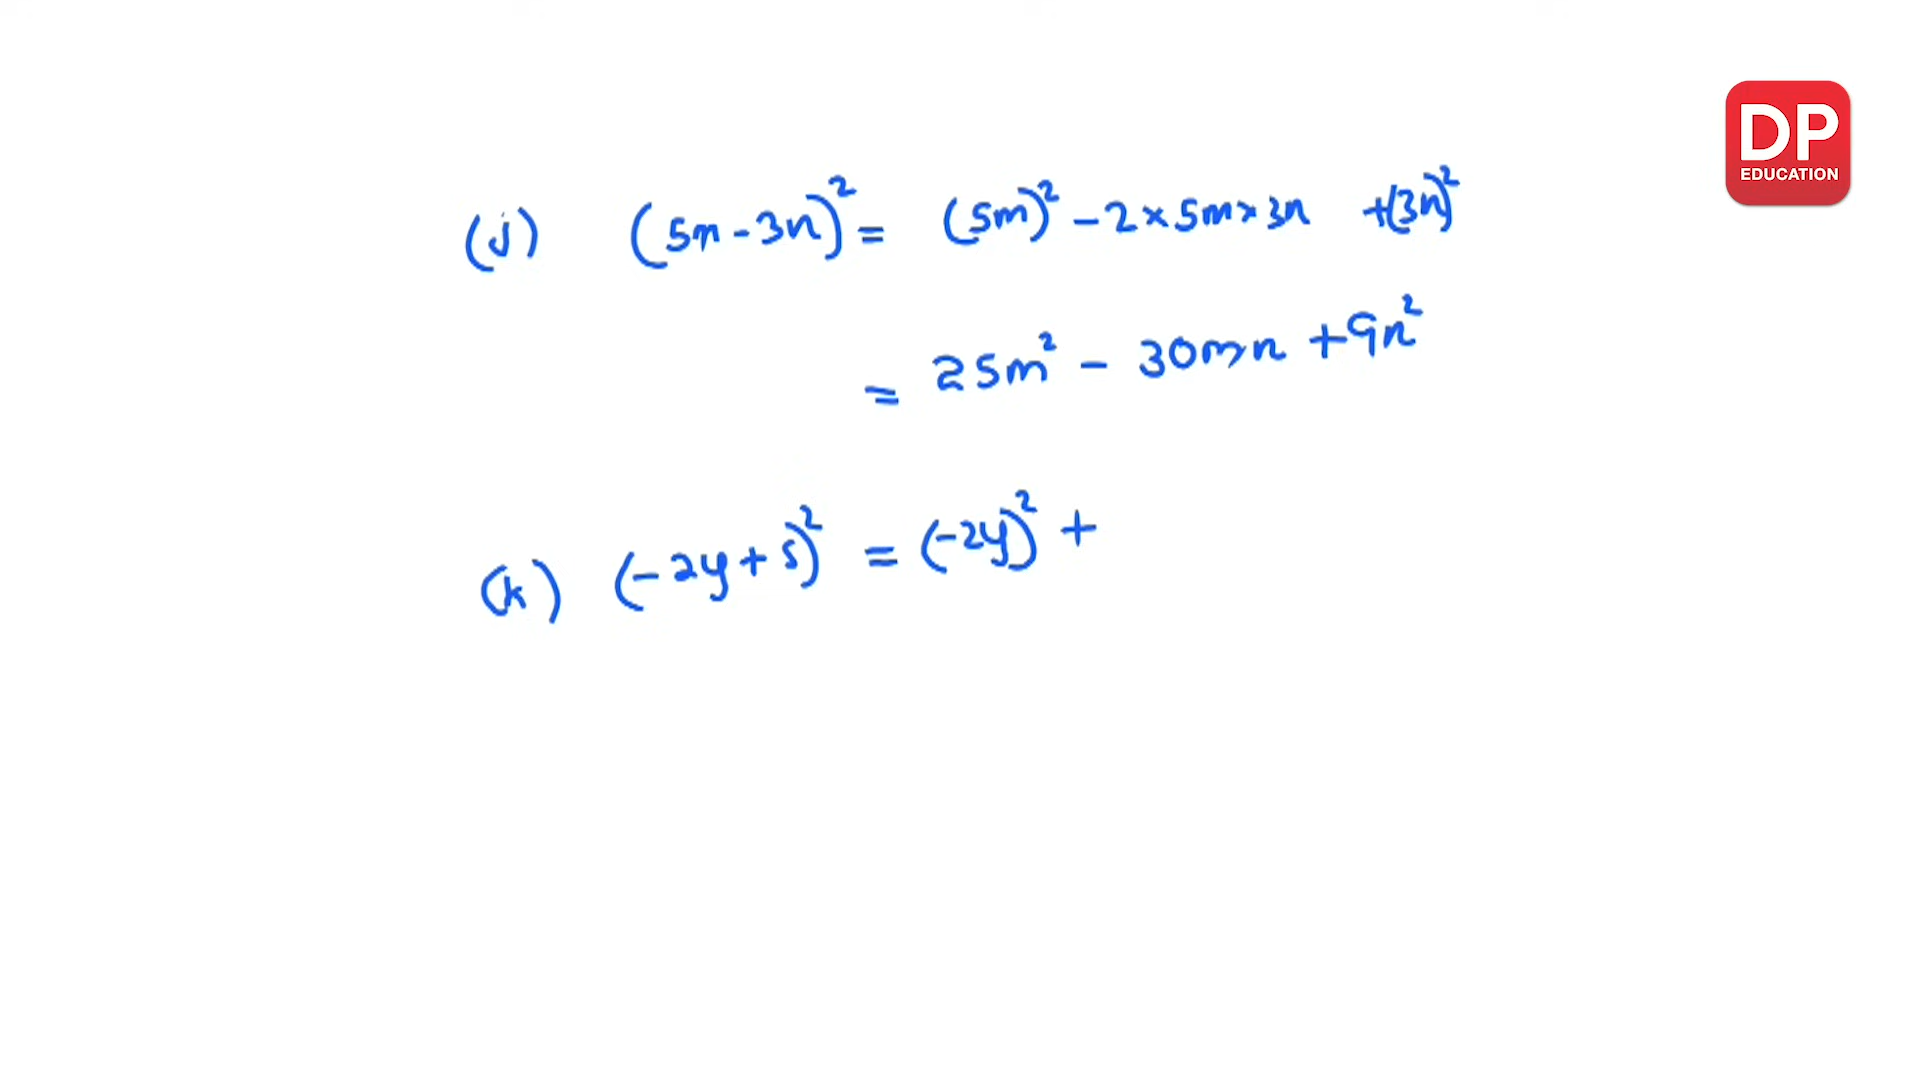 DP
EDUCATION
(j) (5m - 3n)² = (5m)² - 2 × 5m × 3n + (3n)²
= 25m² - 30mn + 9n²
(k) (-2y + 5)² = (-2y)² +